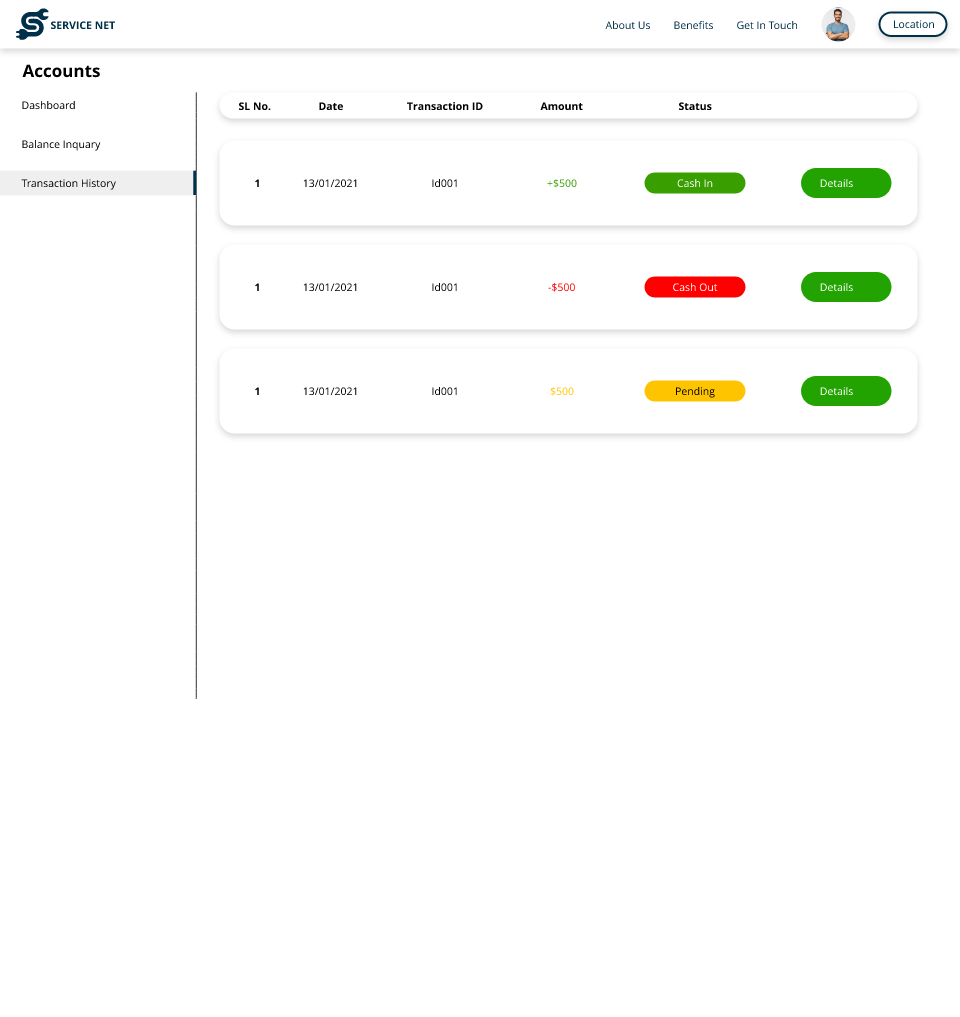 SERVICE NET
About Us Benefits Get In Touch Location
Accounts
Dashboard
Balance Inquary
Transaction History
SL No. Date Transaction ID Amount Status
1 13/01/2021 Id001 +$500 Cash In Details
1 13/01/2021 Id001 -$500 Cash Out Details
1 13/01/2021 Id001 $500 Pending Details